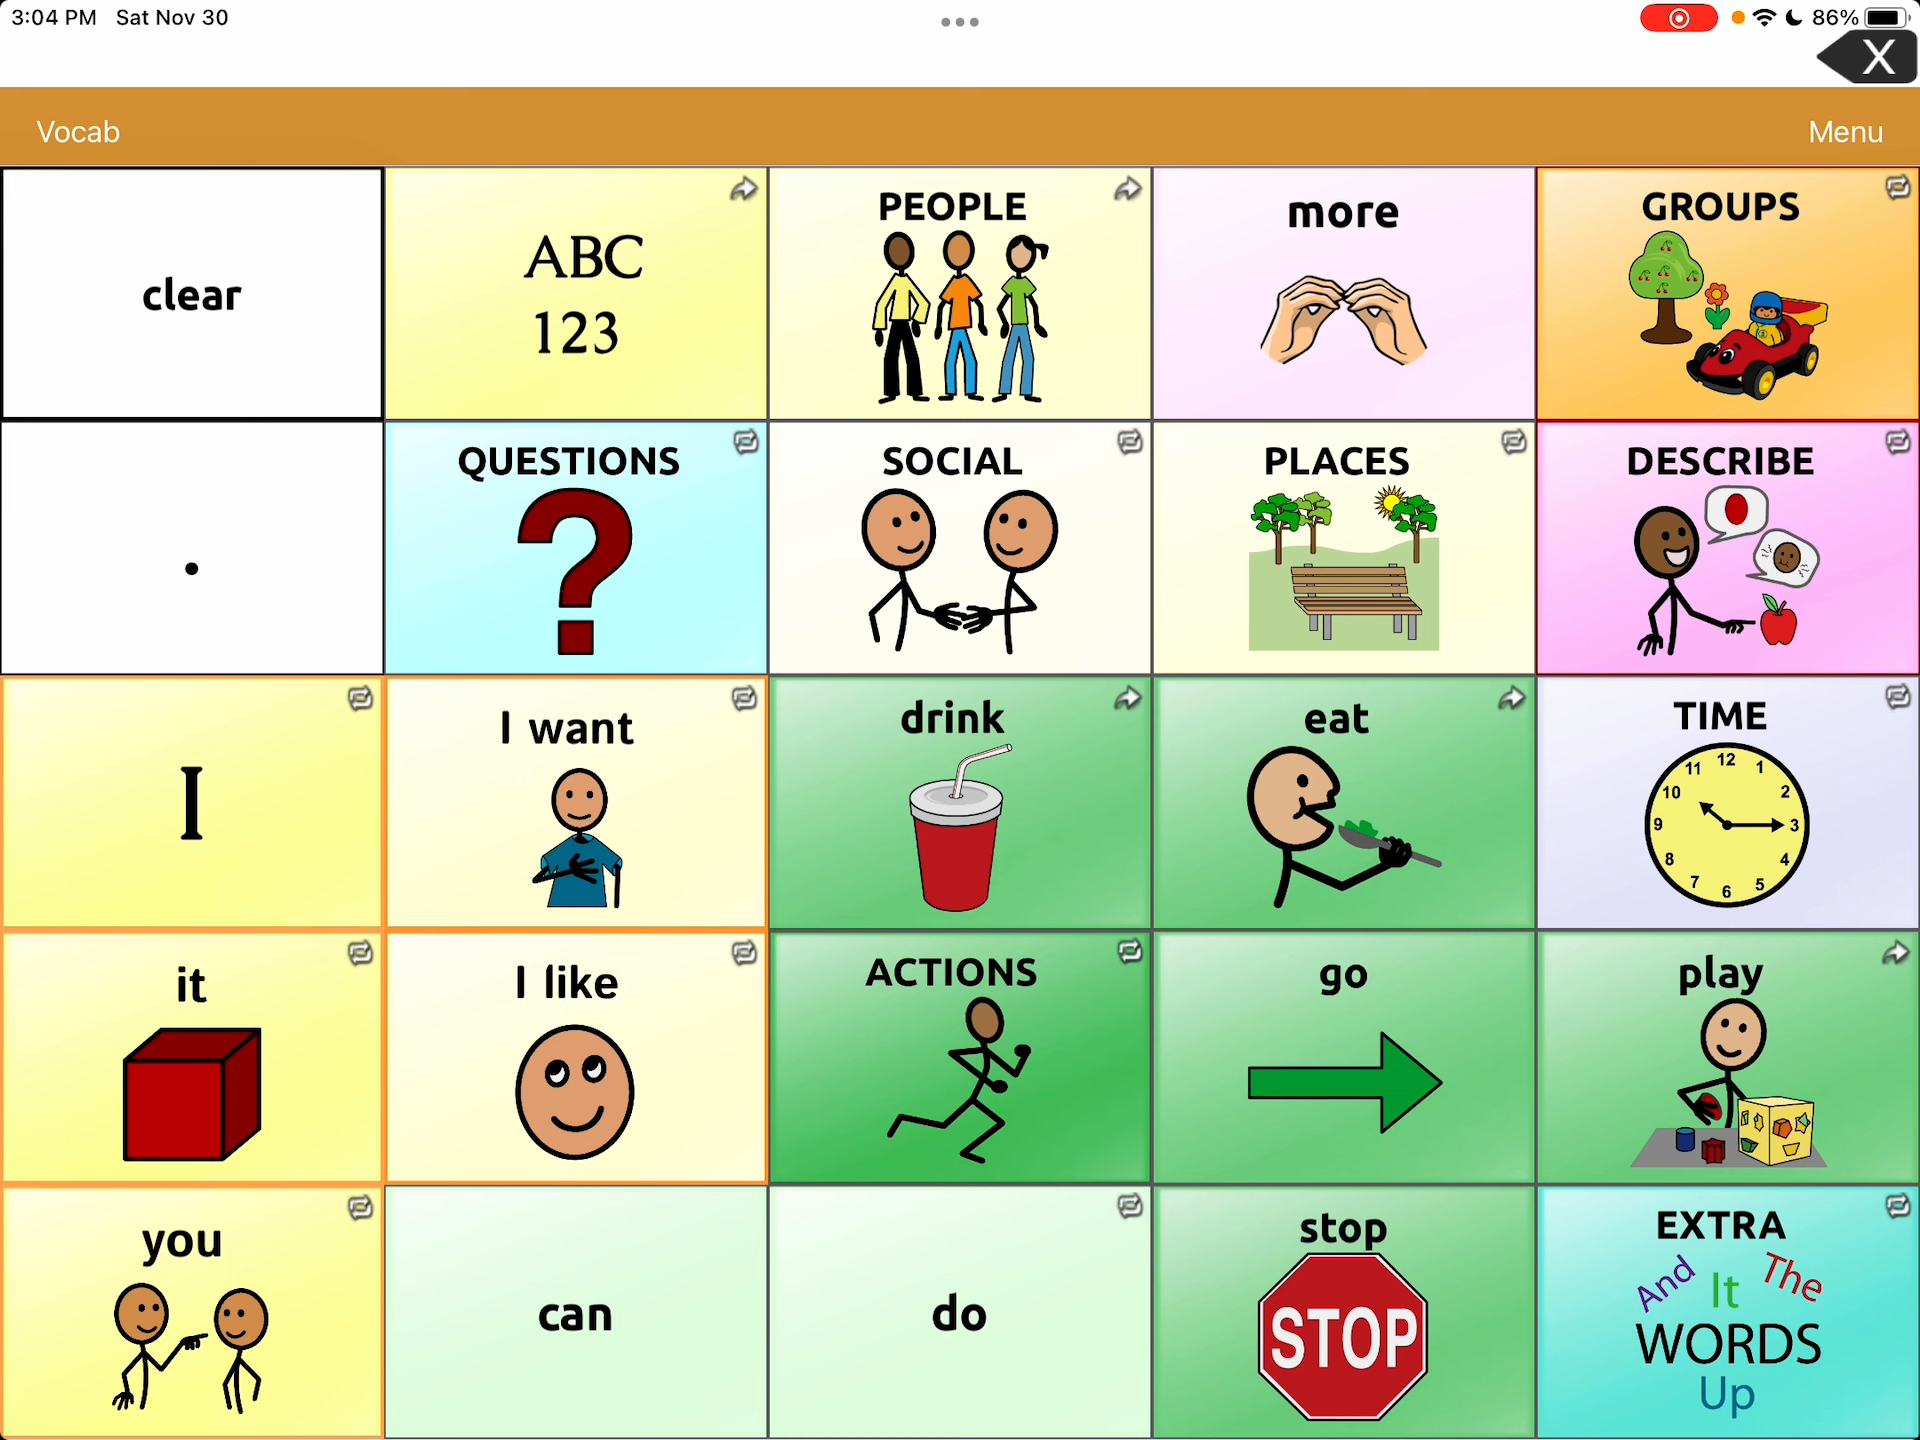 3:04 PM Sat Nov 30
86%
X
Vocab
Menu
clear
ABC
123
PEOPLE
more
GROUPS
.
QUESTIONS
?
SOCIAL
PLACES
DESCRIBE
I
I want
drink
eat
TIME
12
11 1
10 2
9 3
8 4
7 5
6
it
I like
ACTIONS
go
play
you
can
do
stop
STOP
EXTRA
And It The
WORDS
Up